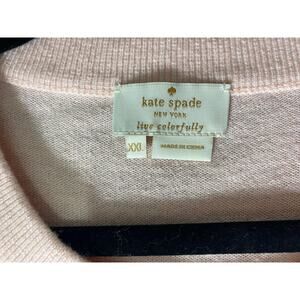 kate spade
NEW YORK
live colorfully
XXL
MADE IN CHINA